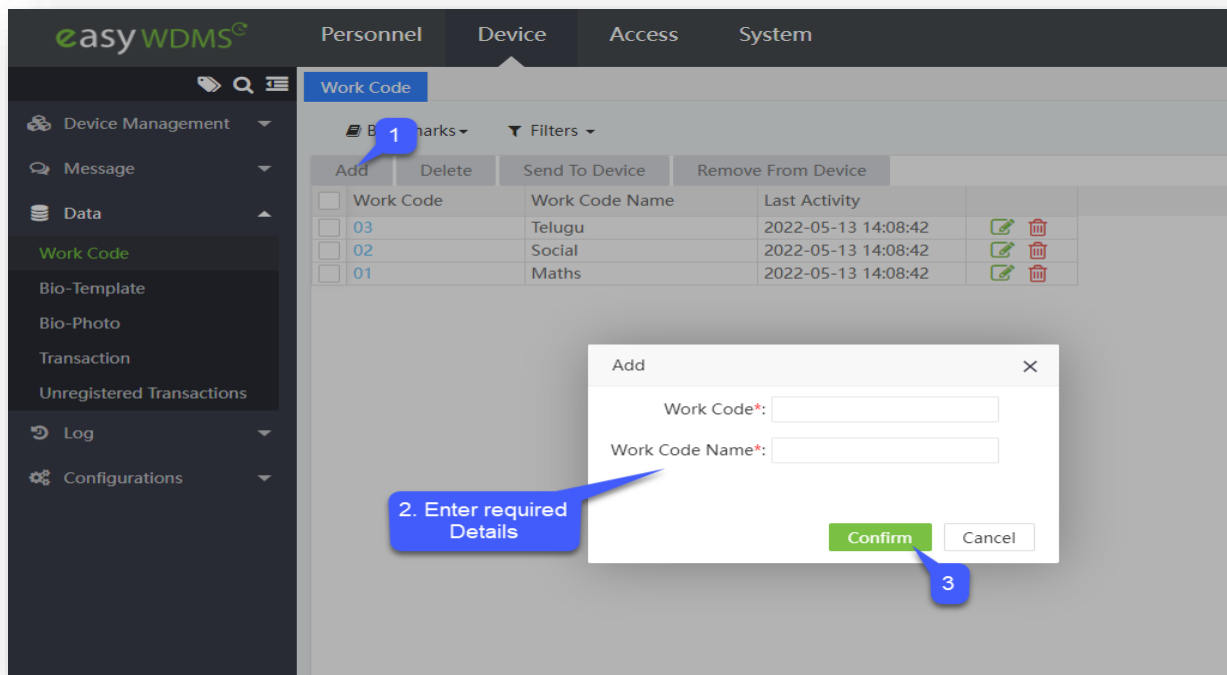 easy WDMS
Personnel Device Access System
Work Code
Device Management
Message
Data
Work Code
Bio-Template
Bio-Photo
Transaction
Unregistered Transactions
Log
Configurations
Filters
1
Add Delete Send To Device Remove From Device
Work Code Work Code Name Last Activity
03 Telugu 2022-05-13 14:08:42
02 Social 2022-05-13 14:08:42
01 Maths 2022-05-13 14:08:42
Add
Work Code*:
Work Code Name*:
2. Enter required
Details
Confirm Cancel
3